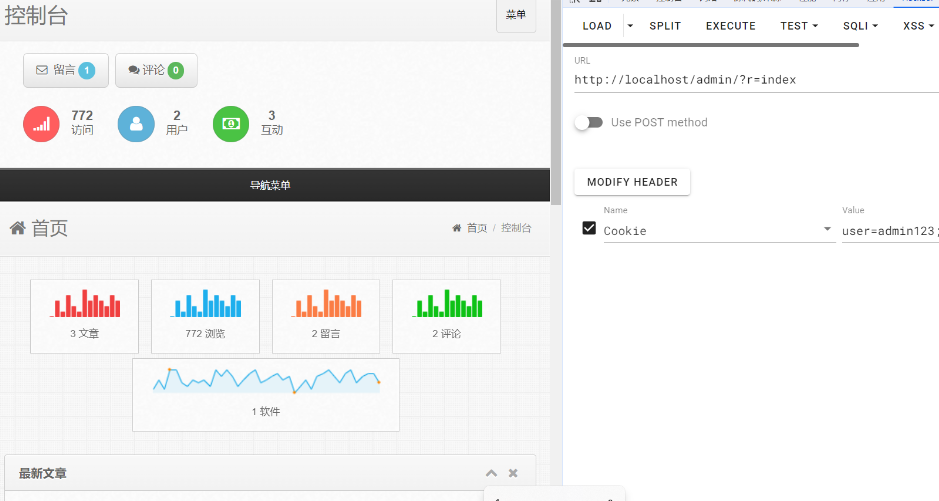 控制台
菜单
留言 1
评论 0
772
访问
2
用户
3
互动
导航菜单
首页
首页 / 控制台
3 文章
772 浏览
2 留言
2 评论
1 软件
最新文章
LOAD SPLIT EXECUTE TEST SQLI XSS
URL
http://localhost/admin/?r=index
Use POST method
MODIFY HEADER
Name Value
Cookie user=admin123;